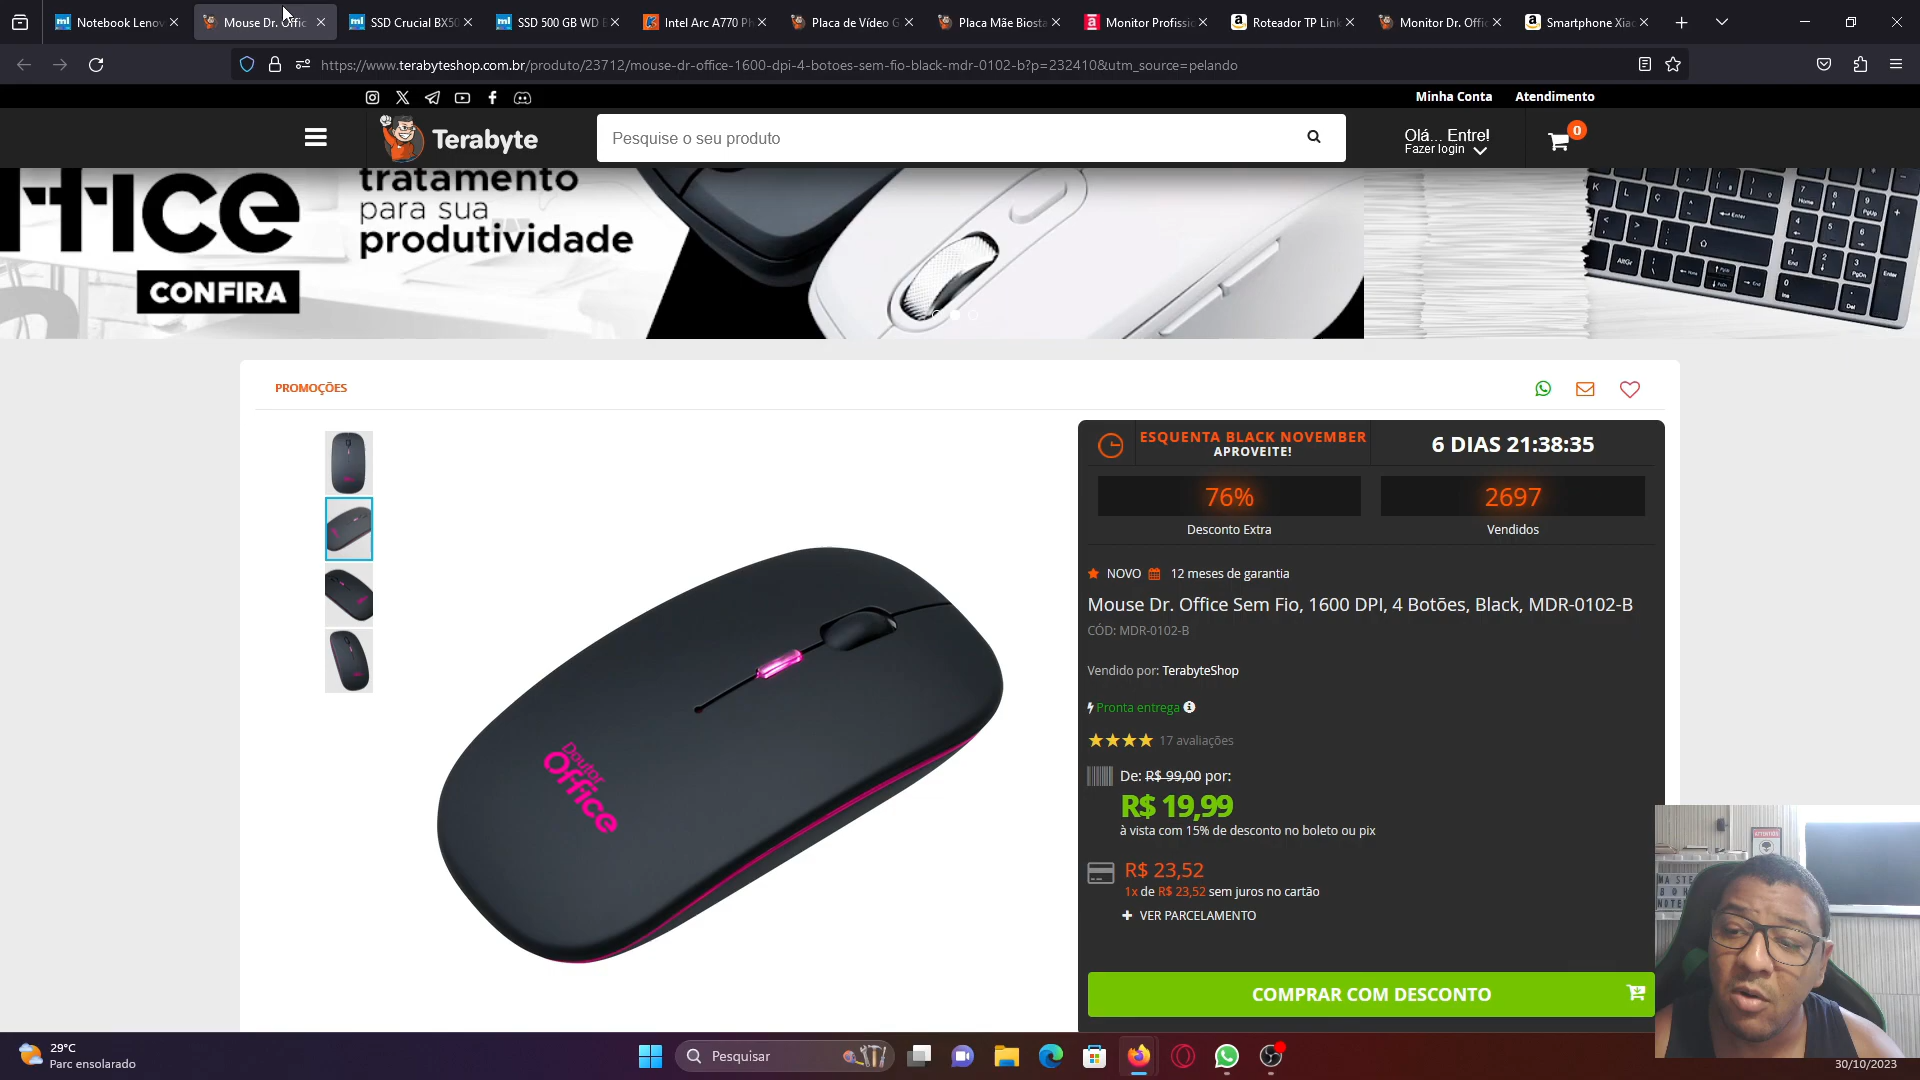 Notebook Lenov
Mouse Dr. Offic
SSD Crucial BX50
SSD 500 GB WD B
Intel Arc A770 Ph
Placa de Vídeo G
Placa Mãe Biosta
Monitor Profissic
Roteador TP Link
Monitor Dr. Offic
Smartphone Xiao
https://www.terabyteshop.com.br/produto/23712/mouse-dr-office-1600-dpi-4-botoes-sem-fio-black-mdr-0102-b?p=232410&utm_source=pelando
Minha Conta
Atendimento
Terabyte
Pesquise o seu produto
Olá... Entre!
Fazer login
0
office
tratamento
para sua
produtividade
CONFIRA
PROMOÇÕES
ESQUENTA BLACK NOVEMBER
APROVEITE!
6 DIAS 21:38:35
76%
2697
Desconto Extra
Vendidos
NOVO
12 meses de garantia
Mouse Dr. Office Sem Fio, 1600 DPI, 4 Botões, Black, MDR-0102-B
CÓD: MDR-0102-B
Vendido por: TerabyteShop
Pronta entrega
17 avaliações
De: R$ 99,00 por:
R$ 19,99
à vista com 15% de desconto no boleto ou pix
R$ 23,52
1x de R$ 23,52 sem juros no cartão
+ VER PARCELAMENTO
COMPRAR COM DESCONTO
Doutor
Office
29°C
Parc ensolarado
Pesquisar
30/10/2023